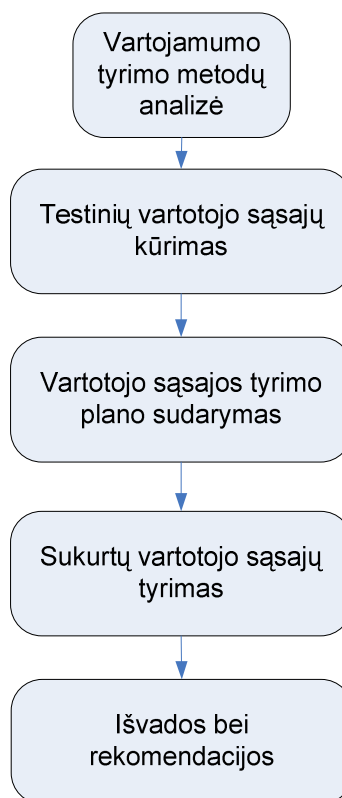 Vartojamumo
tyrimo metodų
analizė
Testinių vartotojo sąsajų
kūrimas
Vartotojo sąsajos tyrimo
plano sudarymas
Sukurtų vartotojo sąsajų
tyrimas
Išvados bei
rekomendacijos